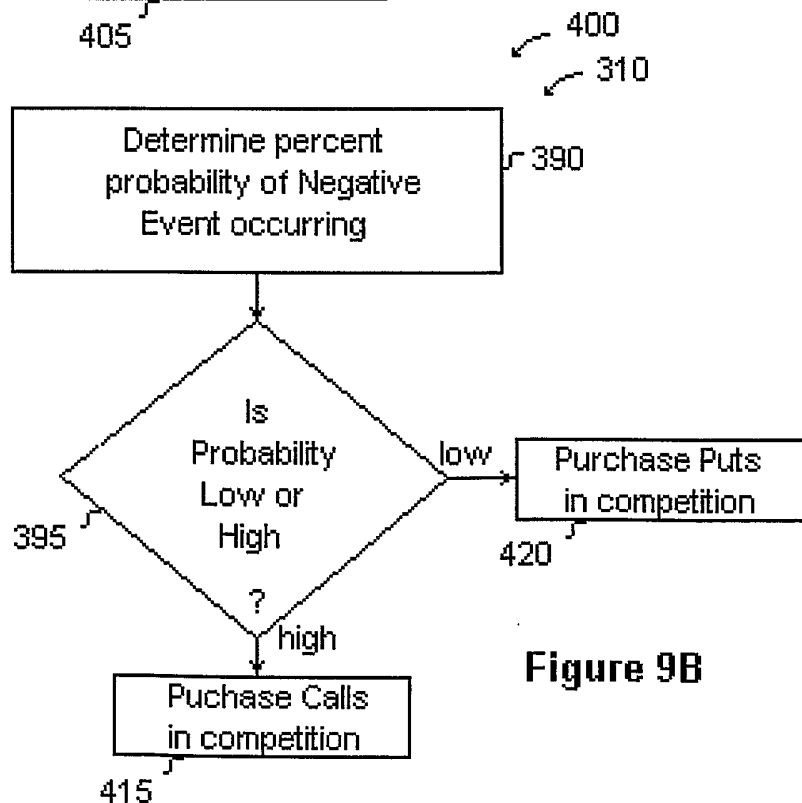 405
400
310
Determine percent
probability of Negative
Event occurring
390
Is
Probability
Low or
High
?
395
low
Purchase Puts
in competition
420
high
Puchase Calls
in competition
415
Figure 9B